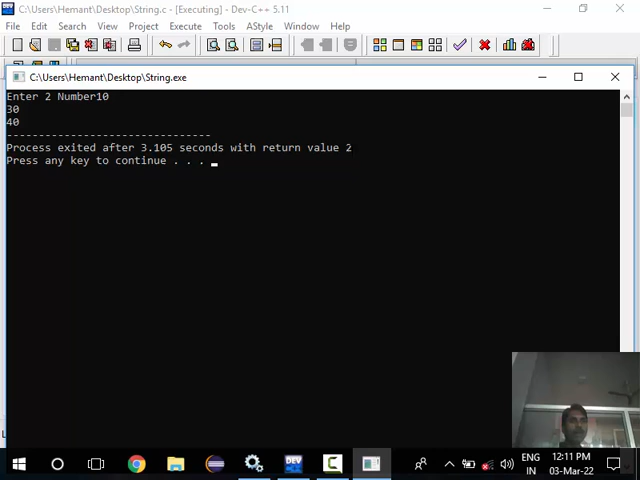 C:\Users\Hemant\Desktop\String.c - [Executing] - Dev-C++ 5.11
File Edit Search View Project Execute Tools AStyle Window Help
C:\Users\Hemant\Desktop\String.exe
Enter 2 Number10
30
40
--------------------------------
Process exited after 3.105 seconds with return value 2
Press any key to continue . . .
DEV
ENG
IN
12:11 PM
03-Mar-22